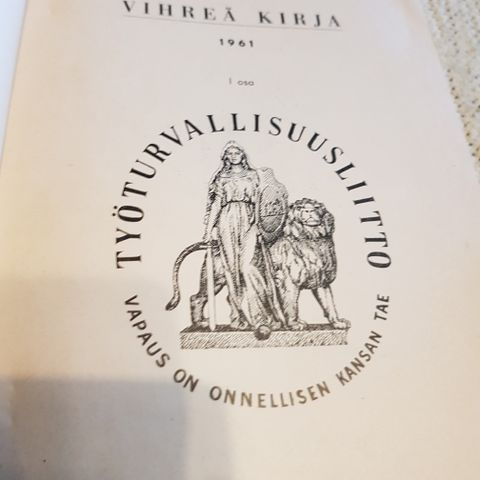 VIHREÄ KIRJA
1961
I osa
TYÖTURVALLISUUSLIITTO
VAPAUS ON ONNELLISEN KANSAN TAE